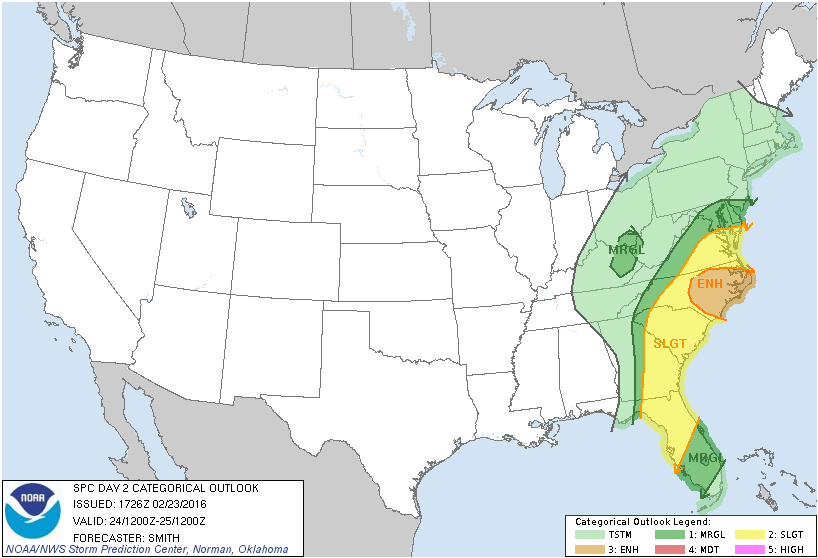 MRGL
ENH
SLGT
MRGL
NOAA
SPC DAY 2 CATEGORICAL OUTLOOK
ISSUED: 1726Z 02/23/2016
VALID: 24/1200Z-25/1200Z
FORECASTER: SMITH
NOAA/NWS Storm Prediction Center, Norman, Oklahoma
Categorical Outlook Legend:
TSTM 1: MRGL 2: SLGT
3: ENH 4: MDT 5: HIGH